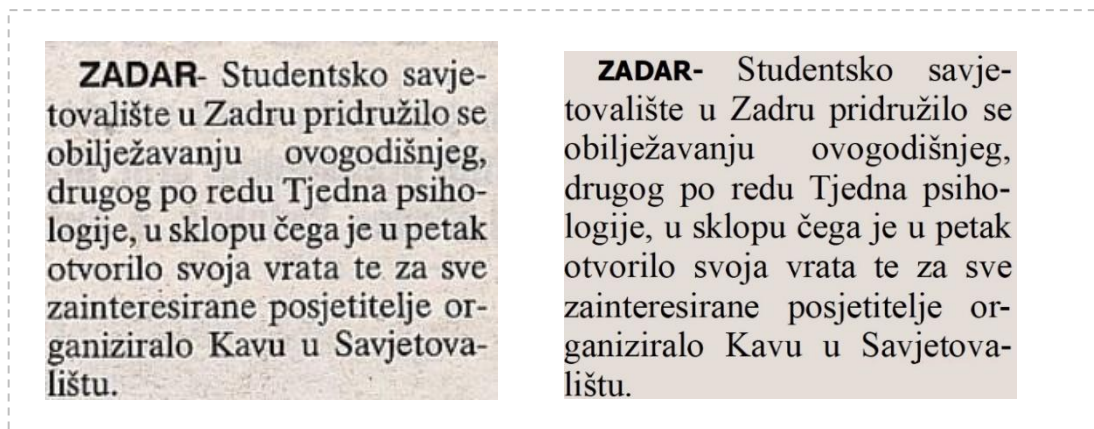 ZADAR- Studentsko savje-
tovalište u Zadru pridružilo se
obilježavanju ovogodišnjeg,
drugog po redu Tjedna psiho-
logije, u sklopu čega je u petak
otvorilo svoja vrata te za sve
zainteresirane posjetitelje or-
ganiziralo Kavu u Savjetova-
lištu.
ZADAR- Studentsko savje-
tovalište u Zadru pridružilo se
obilježavanju ovogodišnjeg,
drugog po redu Tjedna psiho-
logije, u sklopu čega je u petak
otvorilo svoja vrata te za sve
zainteresirane posjetitelje or-
ganiziralo Kavu u Savjetova-
lištu.